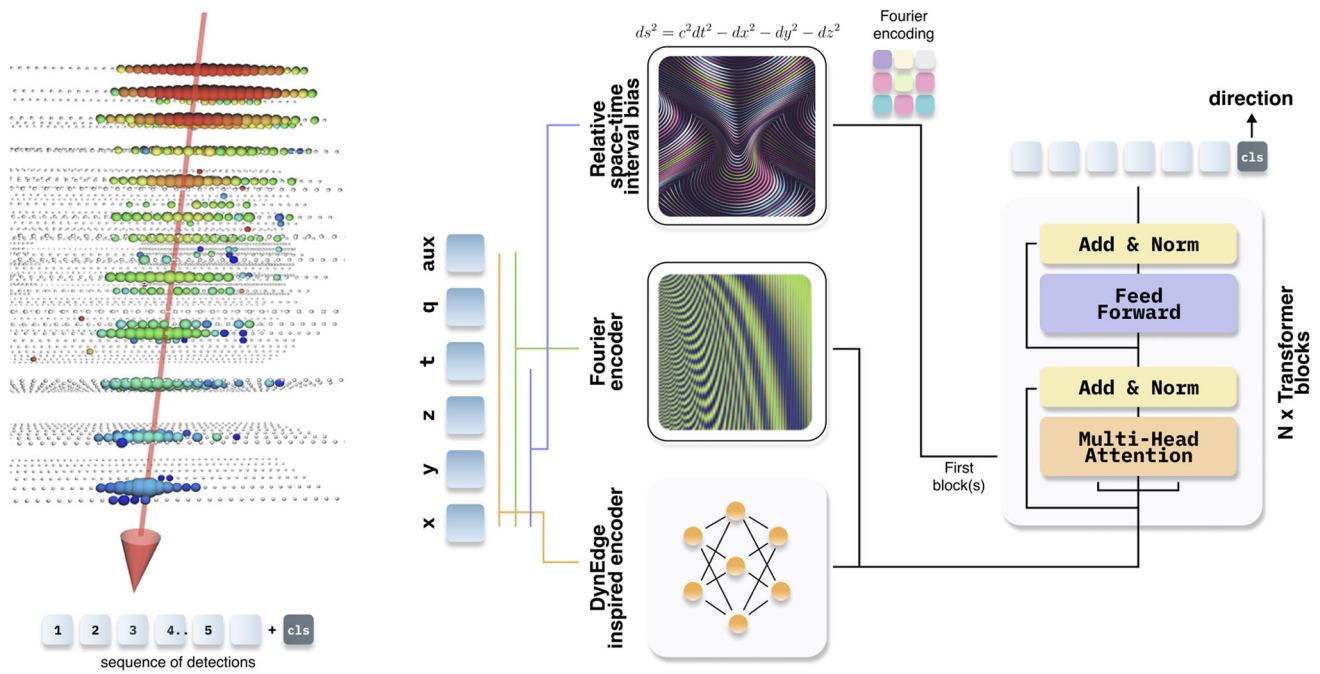 ds² = c²dt² − dx² − dy² − dz²
Fourier
encoding
Relative
space-time
interval bias
direction
cls
aux
q
t
z
y
x
Fourier
encoder
DynEdge
inspired encoder
First
block(s)
Add & Norm
Feed
Forward
Add & Norm
Multi-Head
Attention
N x Transformer
blocks
1 2 3 4.. 5 + cls
sequence of detections